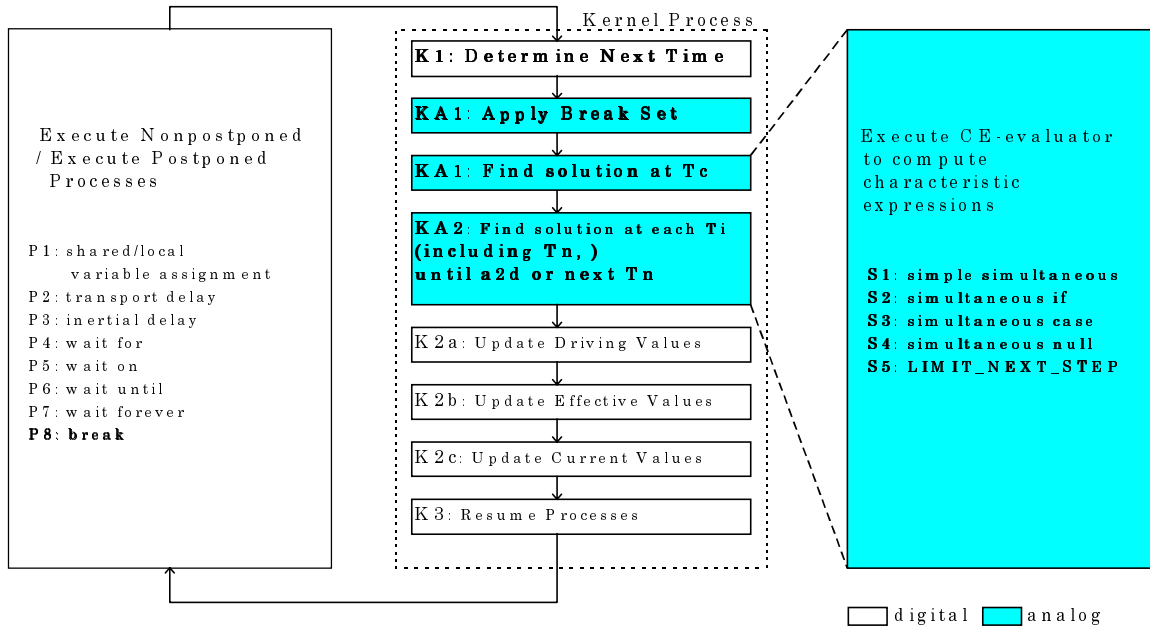 Kernel Process
Execute Nonpostponed
/ Execute Postponed
Processes
P1: shared/local
variable assignment
P2: transport delay
P3: inertial delay
P4: wait for
P5: wait on
P6: wait until
P7: wait forever
P8: break
K1: Determine Next Time
KA1: Apply Break Set
KA1: Find solution at Tc
KA2: Find solution at each Ti
(including Tn, )
until a2d or next Tn
K2a: Update Driving Values
K2b: Update Effective Values
K2c: Update Current Values
K3: Resume Processes
Execute CE-evaluator
to compute
characteristic
expressions
S1: simple simultaneous
S2: simultaneous if
S3: simultaneous case
S4: simultaneous null
S5: LIMIT_NEXT_STEP
digital
analog